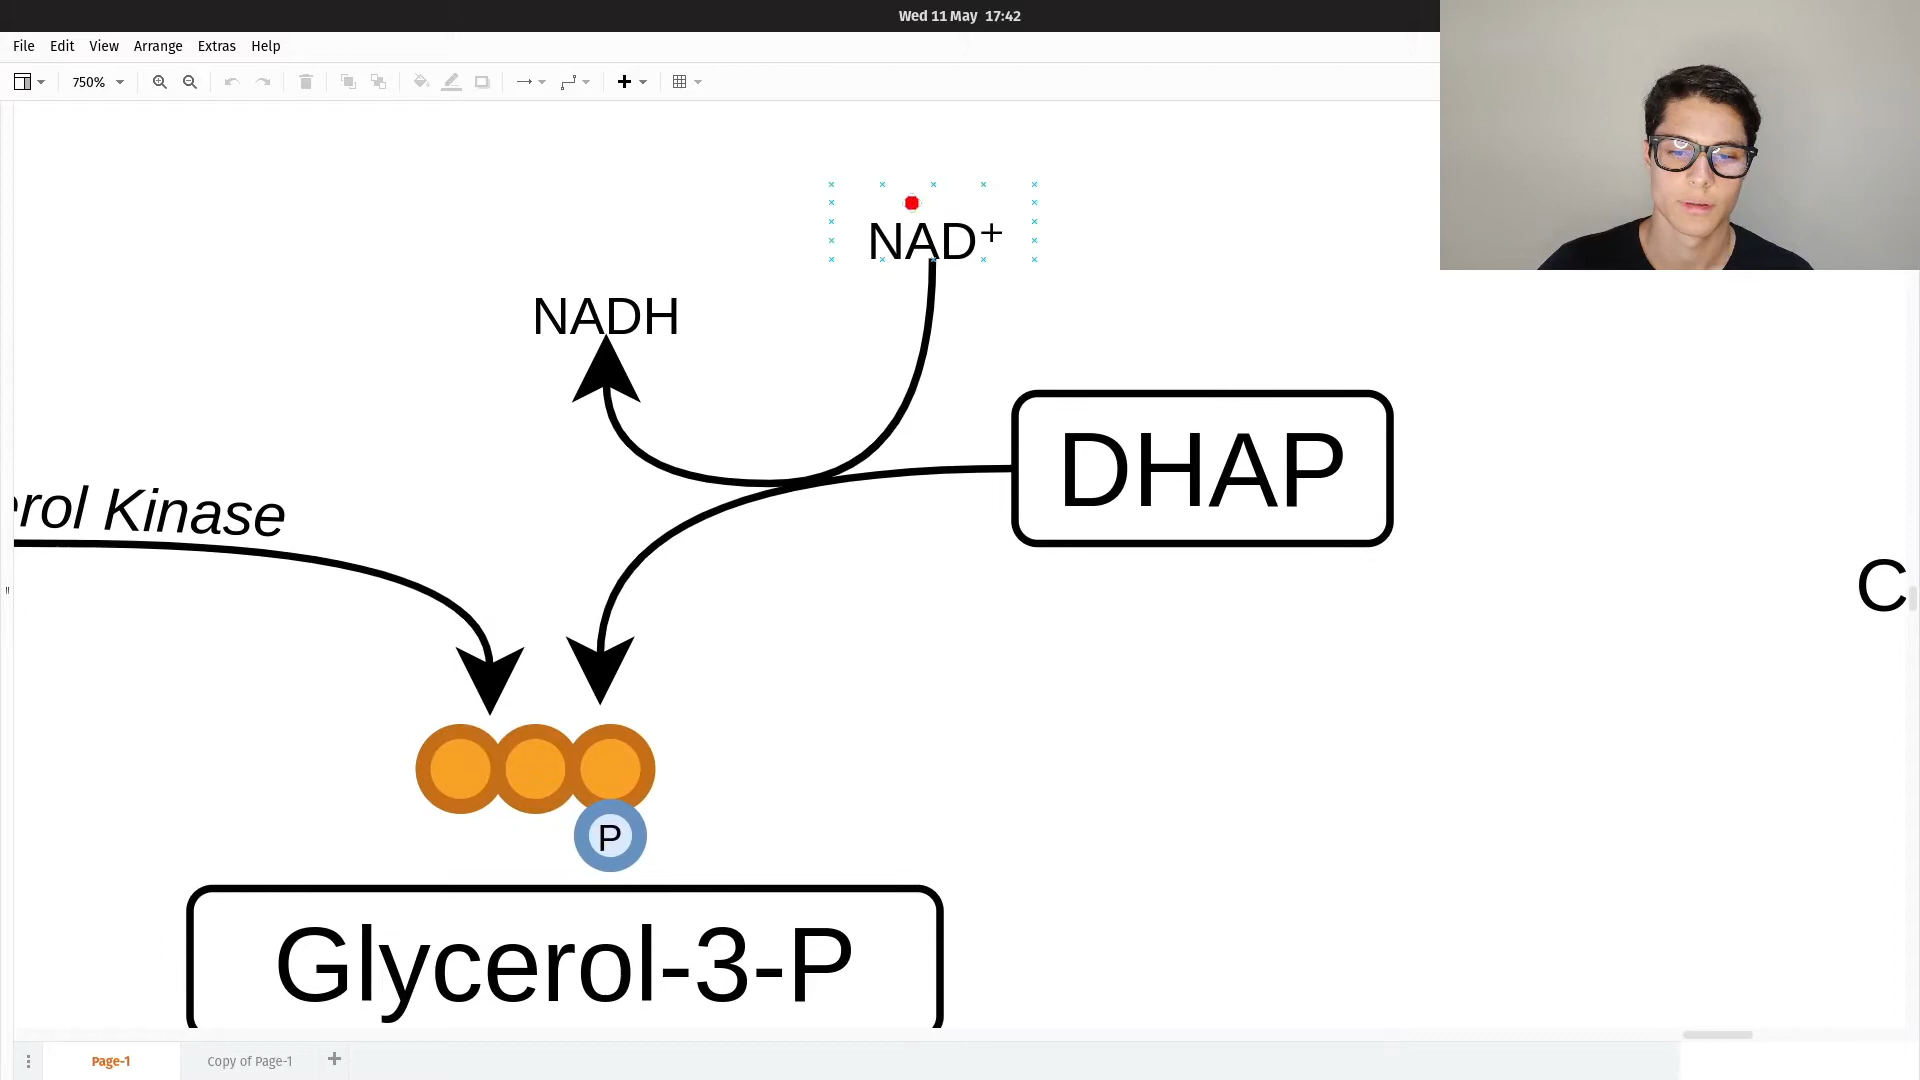 Wed 11 May 17:42
File Edit View Arrange Extras Help
750%
NAD⁺
NADH
DHAP
erol Kinase
C
P
Glycerol-3-P
Page-1 Copy of Page-1